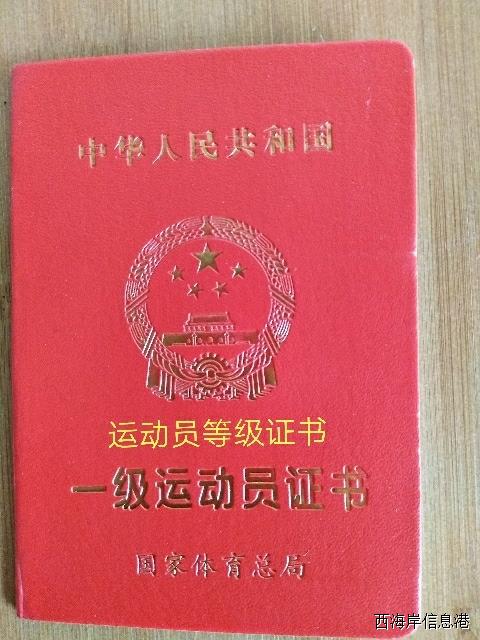 中华人民共和国
运动员等级证书
一级运动员证书
国家体育总局
西海岸信息港